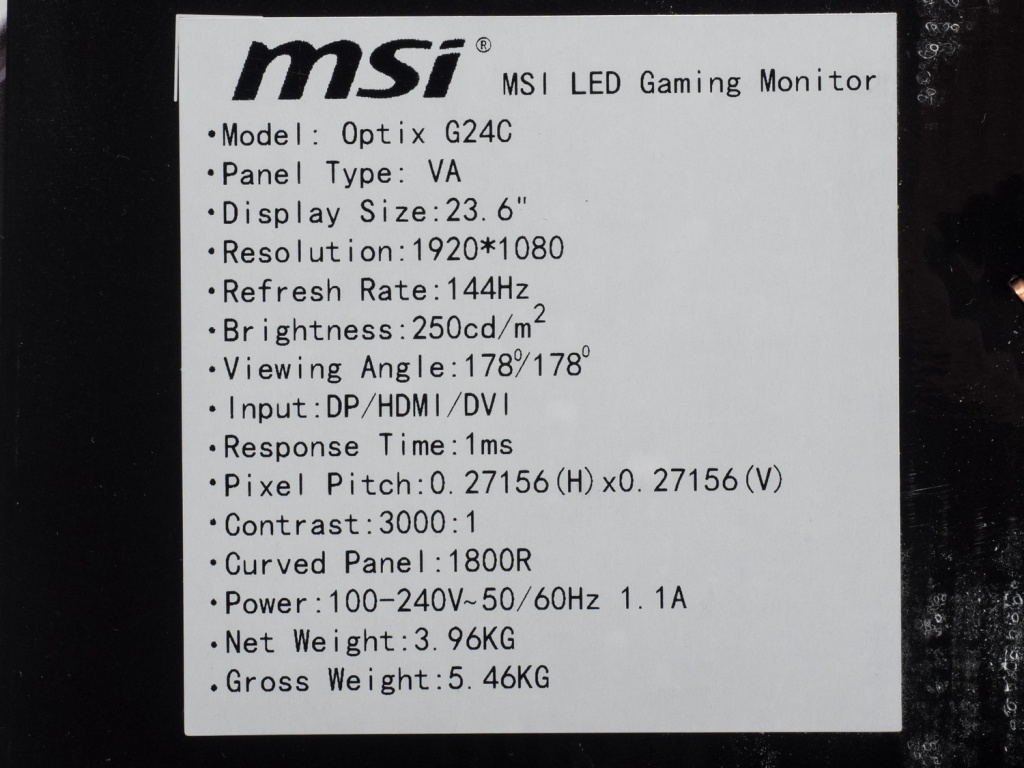 msi® MSI LED Gaming Monitor
·Model: Optix G24C
·Panel Type: VA
·Display Size:23.6"
·Resolution:1920*1080
·Refresh Rate:144Hz
·Brightness:250cd/m²
·Viewing Angle:178⁰/178⁰
·Input:DP/HDMI/DVI
·Response Time:1ms
·Pixel Pitch:0.27156(H)x0.27156(V)
·Contrast:3000:1
·Curved Panel:1800R
·Power:100-240V~50/60Hz 1.1A
·Net Weight:3.96KG
.Gross Weight:5.46KG